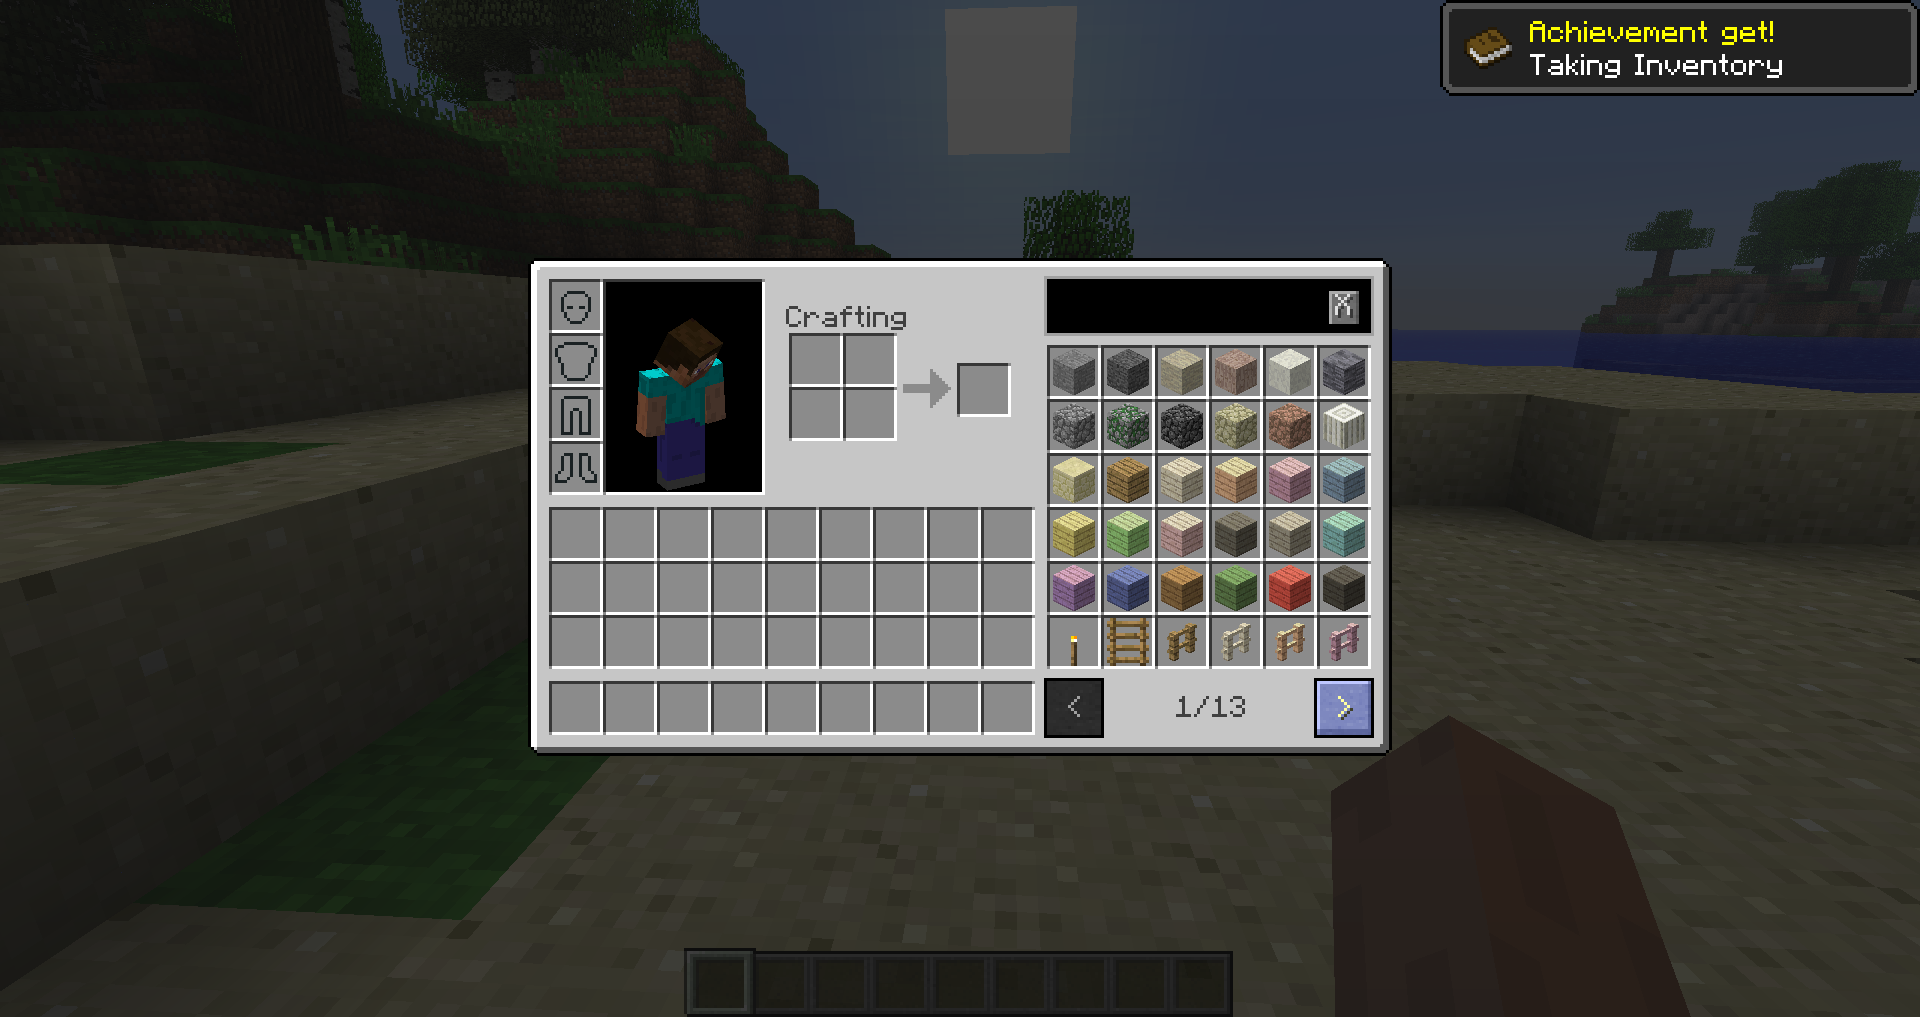 Achievement get!
Taking Inventory
Crafting
X
<
1/13
>